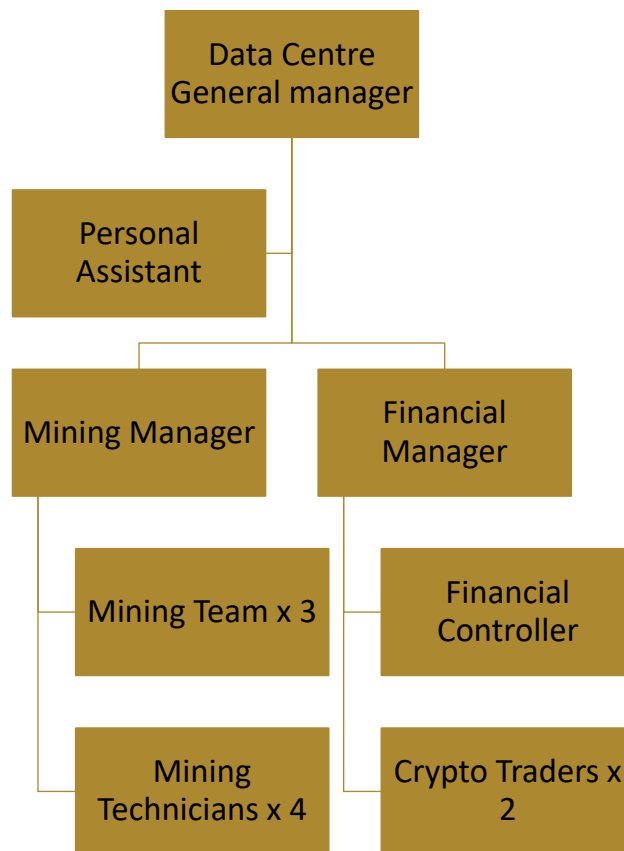 Data Centre
General manager
Personal
Assistant
Mining Manager
Financial
Manager
Mining Team x 3
Financial
Controller
Mining
Technicians x 4
Crypto Traders x
2